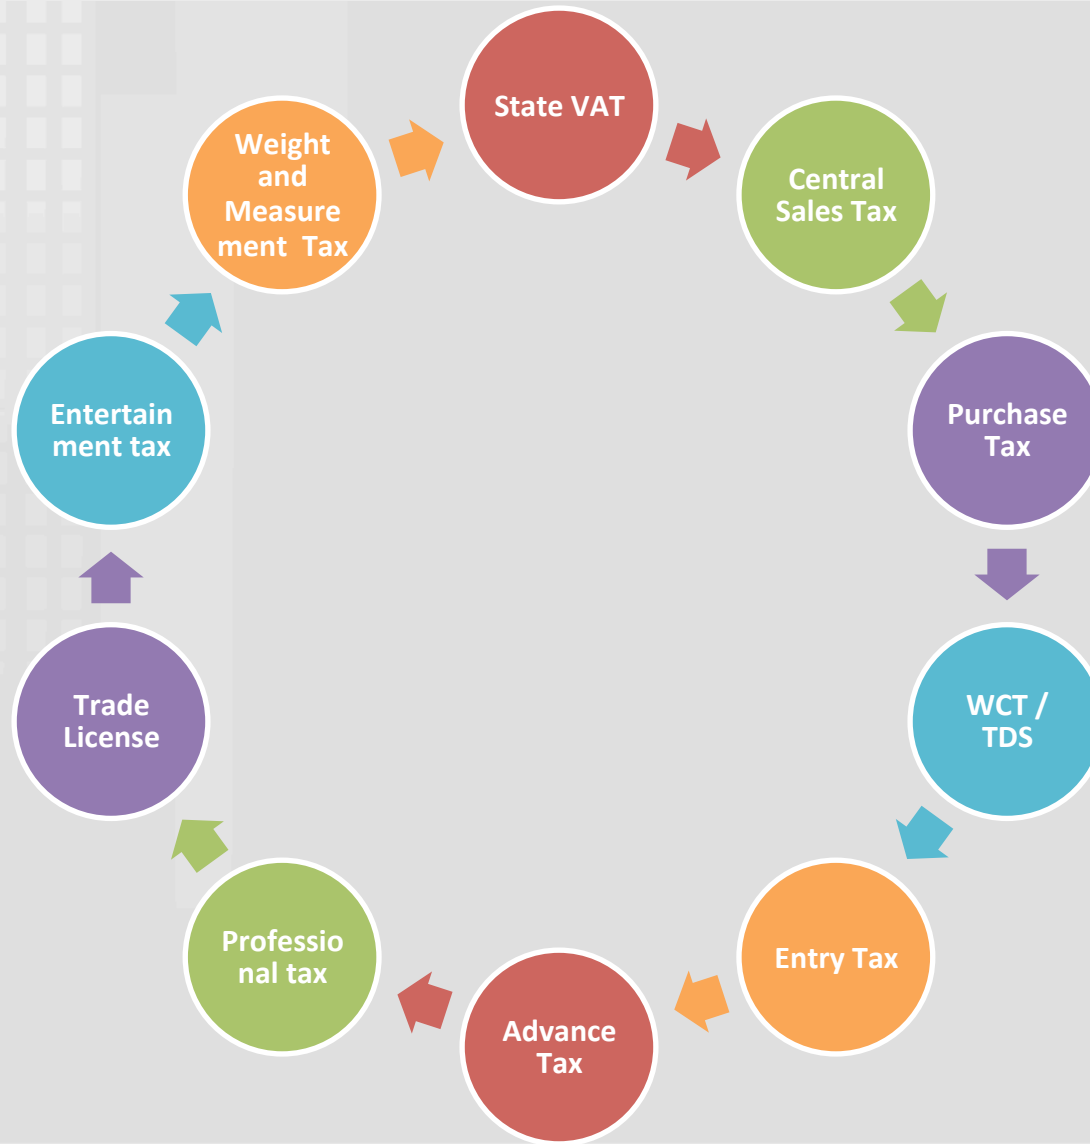 State VAT
Central
Sales Tax
Purchase
Tax
WCT /
TDS
Entry Tax
Advance
Tax
Professio
nal tax
Trade
License
Entertain
ment tax
Weight
and
Measure
ment  Tax